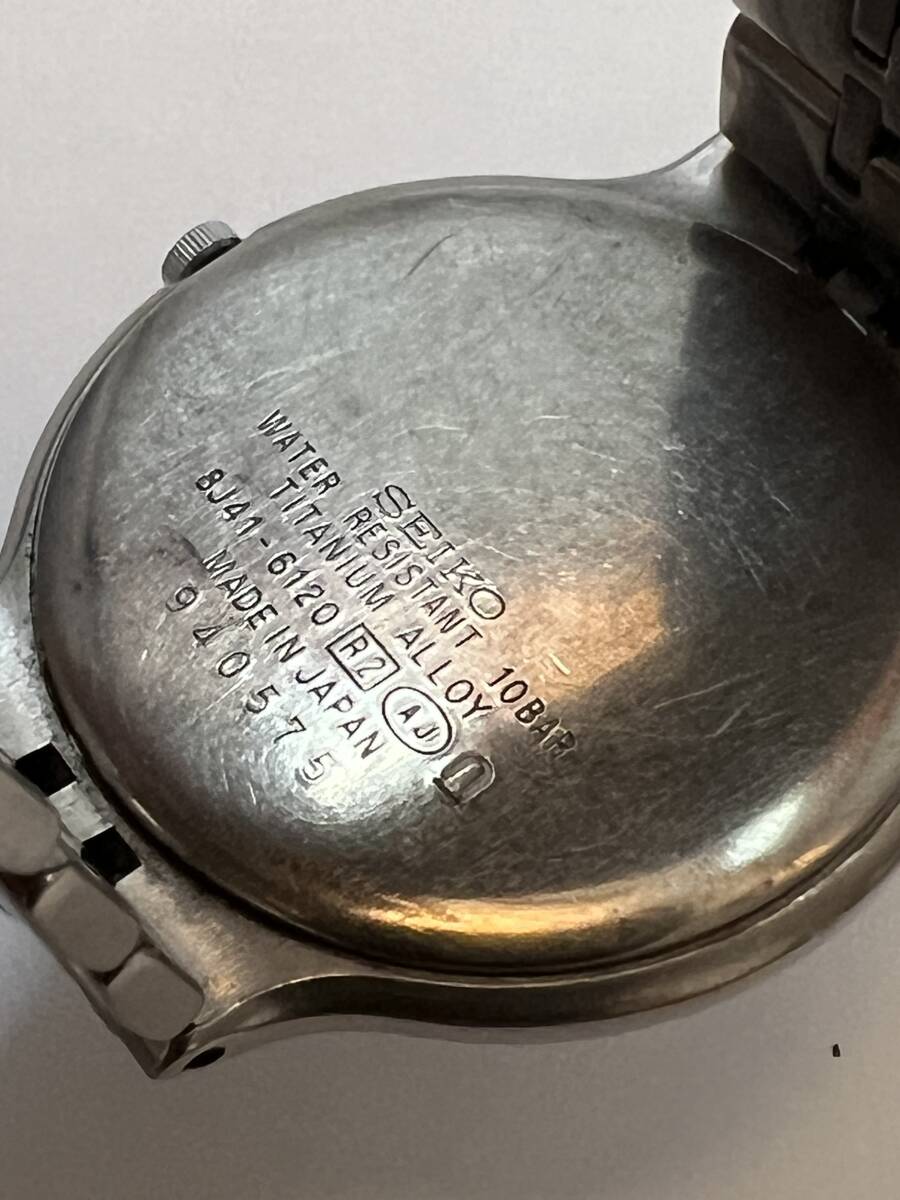 SEIKO
WATER RESISTANT 10BAR
TITANIUM ALLOY
8J41-6120 R2 AJ Ω
MADE IN JAPAN
940575